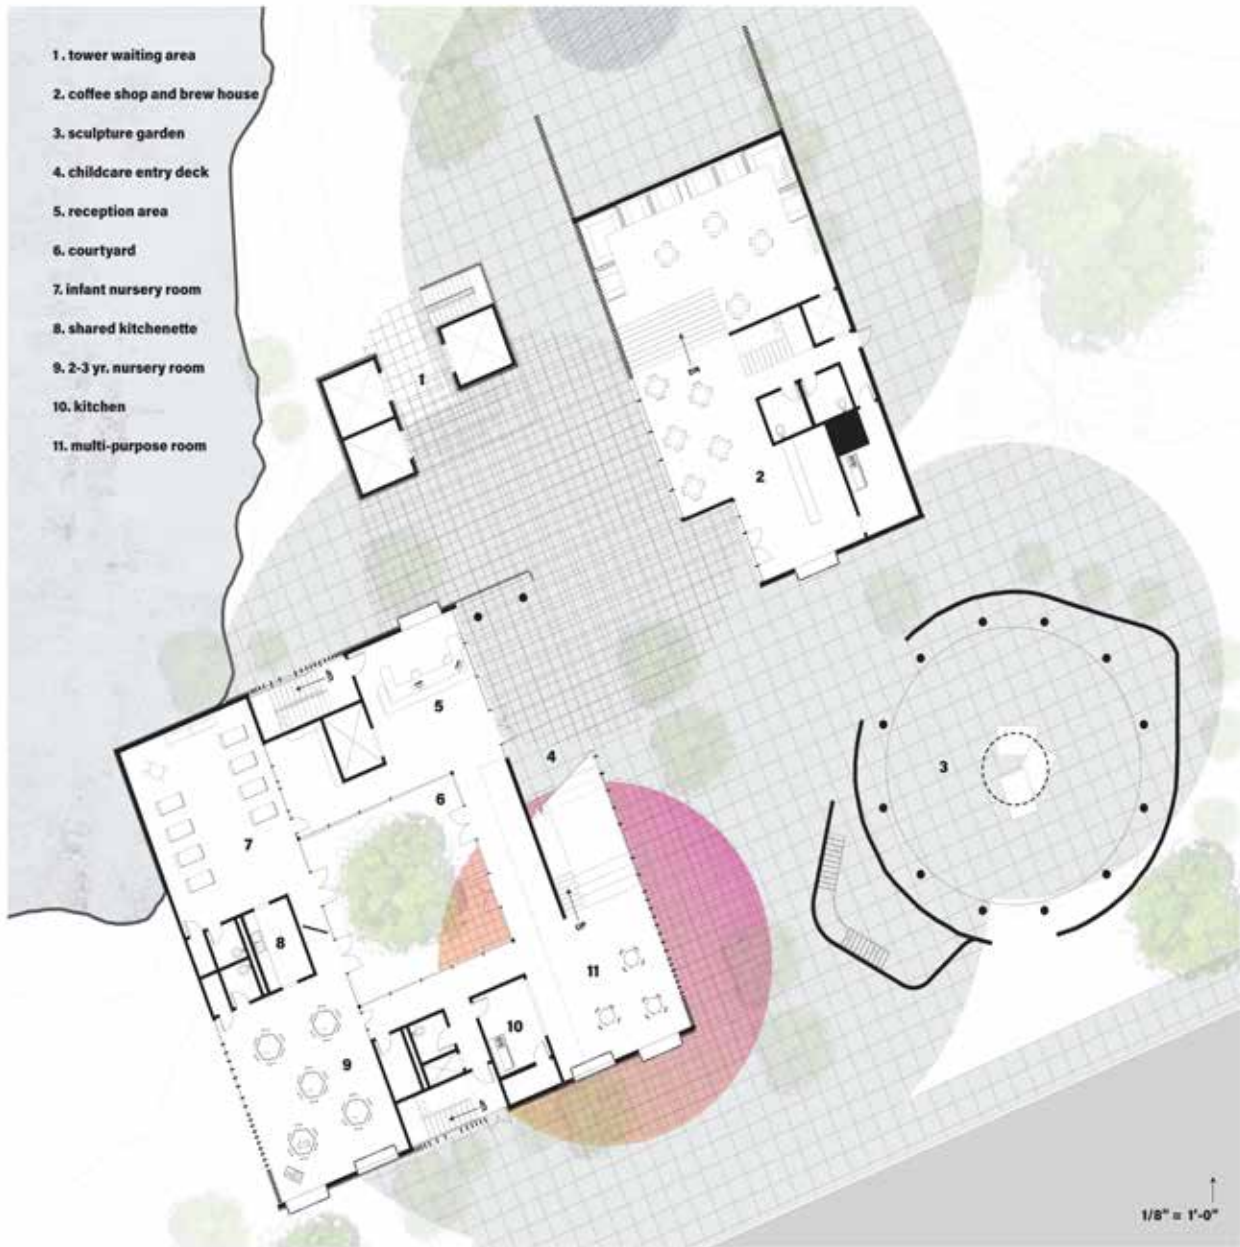 1 . tower waiting area
2. coffee shop and brew house
3. sculpture garden
4. childcare entry deck
5. reception area
6. courtyard
7. infant nursery room
8. shared kitchenette
9. 2-3 yr. nursery room
10. kitchen
11. multi-purpose room
1
DN
2
5
4
3
6
7
8
UP
11
10
9
1/8" = 1'-0"